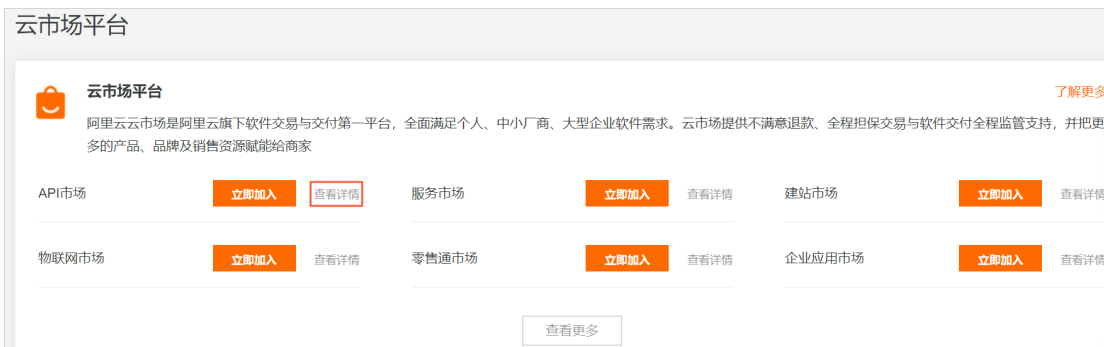 云市场平台
云市场平台
了解更多
阿里云云市场是阿里云旗下软件交易与交付第一平台，全面满足个人、中小厂商、大型企业软件需求。云市场提供不满意退款、全程担保交易与软件交付全程监管支持，并把更
多的产品、品牌及销售资源赋能给商家
API市场 立即加入 查看详情 服务市场 立即加入 查看详情 建站市场 立即加入 查看详情
物联网市场 立即加入 查看详情 零售通市场 立即加入 查看详情 企业应用市场 立即加入 查看详情
查看更多